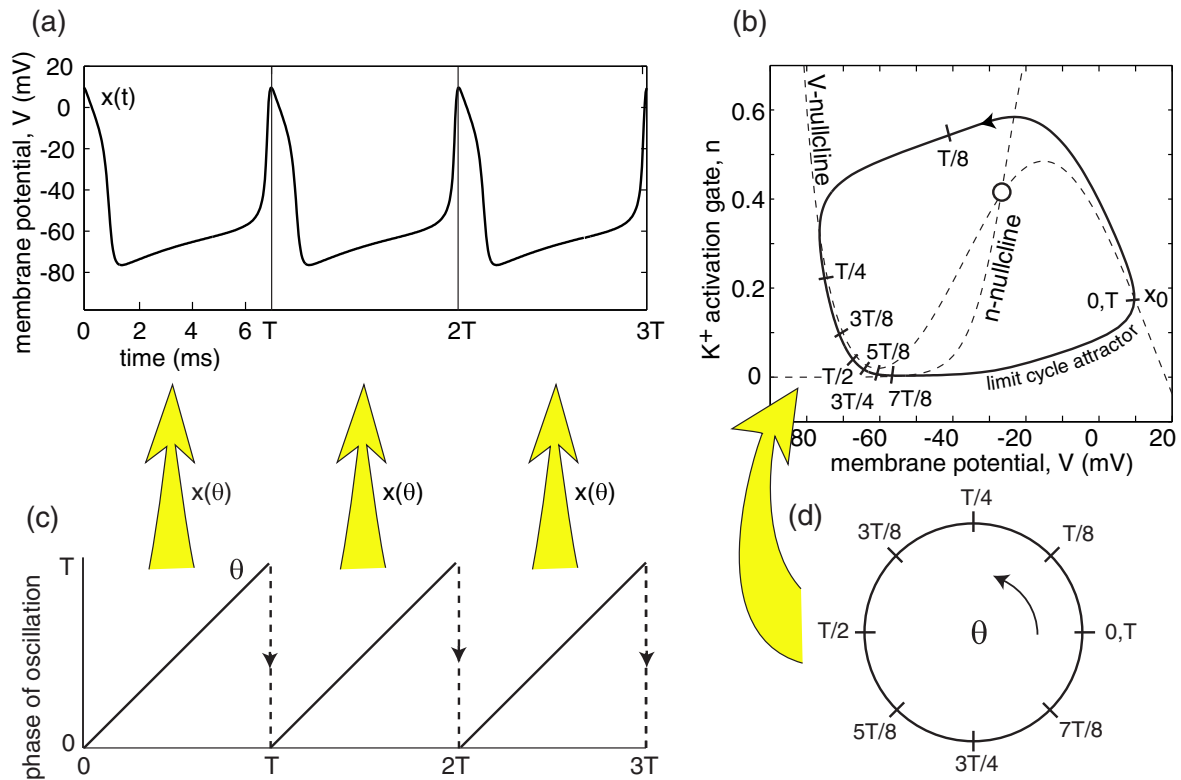 (a)
20
0
-20
-40
-60
-80
membrane potential, V (mV)
x(t)
0 2 4 6 T 2T 3T
time (ms)
(b)
0.6
0.4
0.2
0
K+ activation gate, n
V-nullcline
n-nullcline
T/8
T/4
3T/8
T/2
5T/8
3T/4
7T/8
0,T
x0
limit cycle attractor
80 -60 -40 -20 0 20
membrane potential, V (mV)
x(θ) x(θ) x(θ)
(c)
T
0
phase of oscillation
θ
0 T 2T 3T
(d)
T/4
3T/8
T/8
T/2
θ
0,T
5T/8
7T/8
3T/4